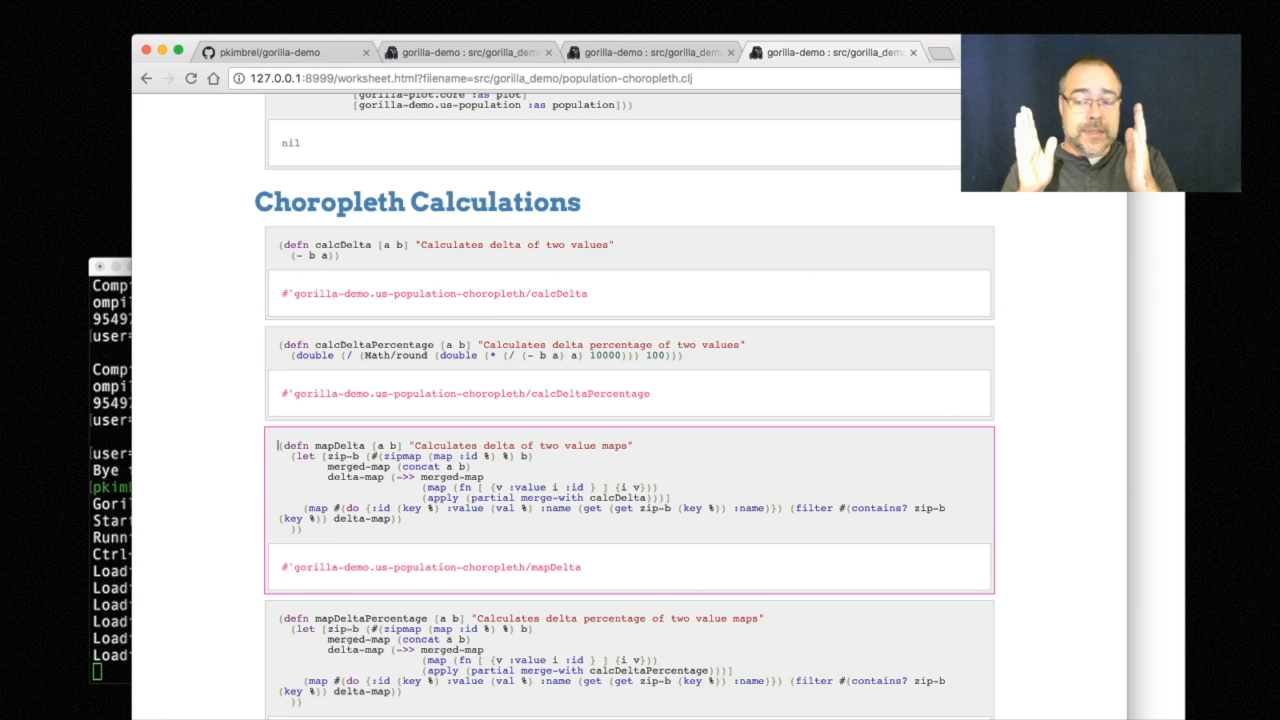 pkimbrel/gorilla-demo
gorilla-demo : src/gorilla_dem
gorilla-demo : src/gorilla_dem
gorilla-demo : src/gorilla_dem
127.0.0.1:8999/worksheet.html?filename=src/gorilla_demo/population-choropleth.clj
[gorilla-plot.core :as plot]
[gorilla-demo.us-population :as population]))
nil
Choropleth Calculations
(defn calcDelta [a b] "Calculates delta of two values"
(- b a))
#'gorilla-demo.us-population-choropleth/calcDelta
(defn calcDeltaPercentage [a b] "Calculates delta percentage of two values"
(double (/ (Math/round (double (* (/ (- b a) a) 10000))) 100)))
#'gorilla-demo.us-population-choropleth/calcDeltaPercentage
(defn mapDelta [a b] "Calculates delta of two value maps"
(let [zip-b (#(zipmap (map :id %) %) b)
merged-map (concat a b)
delta-map (->> merged-map
(map (fn [ {v :value i :id } ] {i v}))
(apply (partial merge-with calcDelta)))]
(map #(do {:id (key %) :value (val %) :name (get (get zip-b (key %)) :name)}) (filter #(contains? zip-b
(key %)) delta-map))
))
#'gorilla-demo.us-population-choropleth/mapDelta
(defn mapDeltaPercentage [a b] "Calculates delta percentage of two value maps"
(let [zip-b (#(zipmap (map :id %) %) b)
merged-map (concat a b)
delta-map (->> merged-map
(map (fn [ {v :value i :id } ] {i v}))
(apply (partial merge-with calcDeltaPercentage)))]
(map #(do {:id (key %) :value (val %) :name (get (get zip-b (key %)) :name)}) (filter #(contains? zip-b
(key %)) delta-map))
))
Comp
ompi
9549
user=
Comp
ompi
9549
user=
user=
Bye
pkim
Gori
Star
Runn
Ctrl-
Load
Load
Load
Load
Load
Load